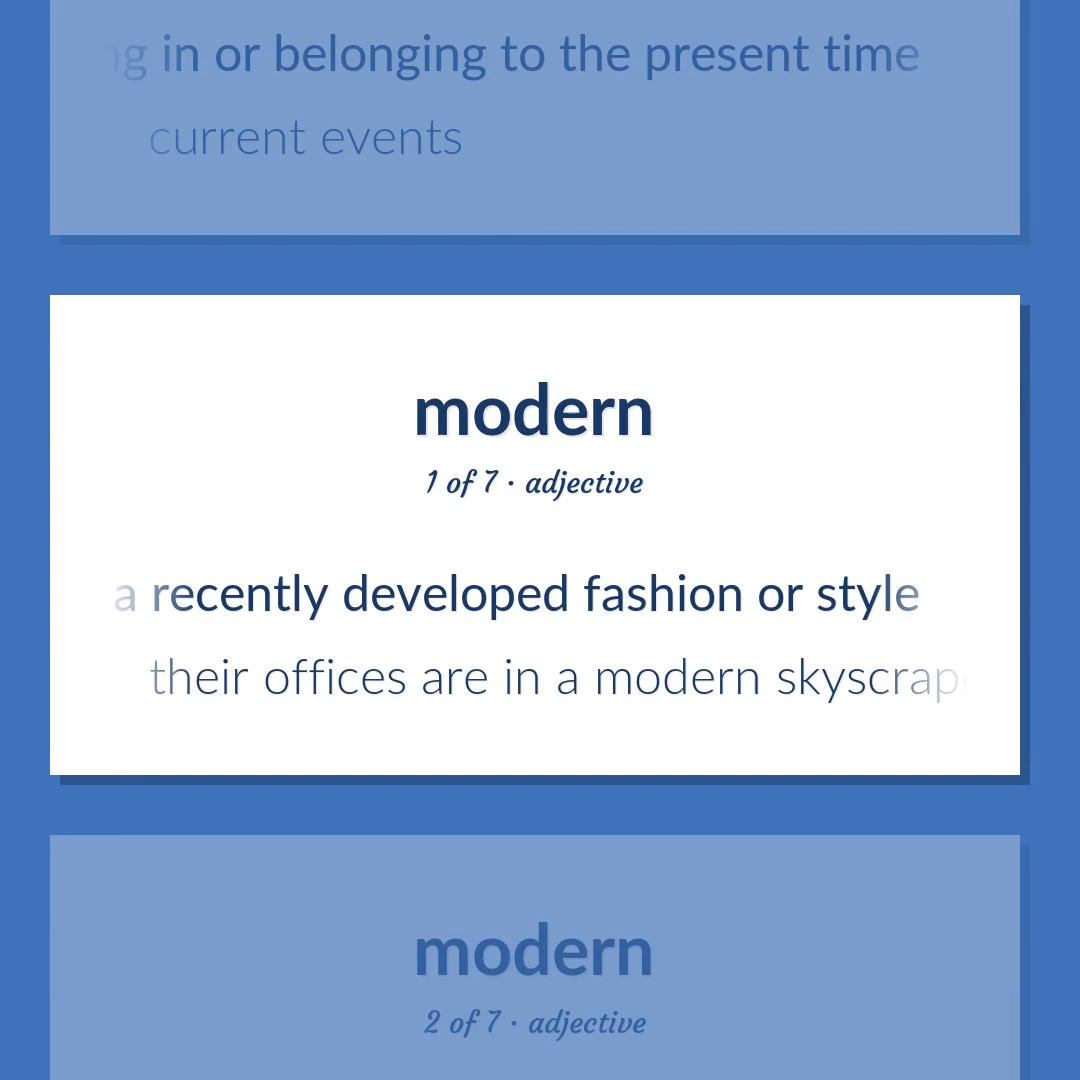 in or belonging to the present time
current events
modern
1 of 7 · adjective
a recently developed fashion or style
their offices are in a modern
modern
2 of 7 · adjective